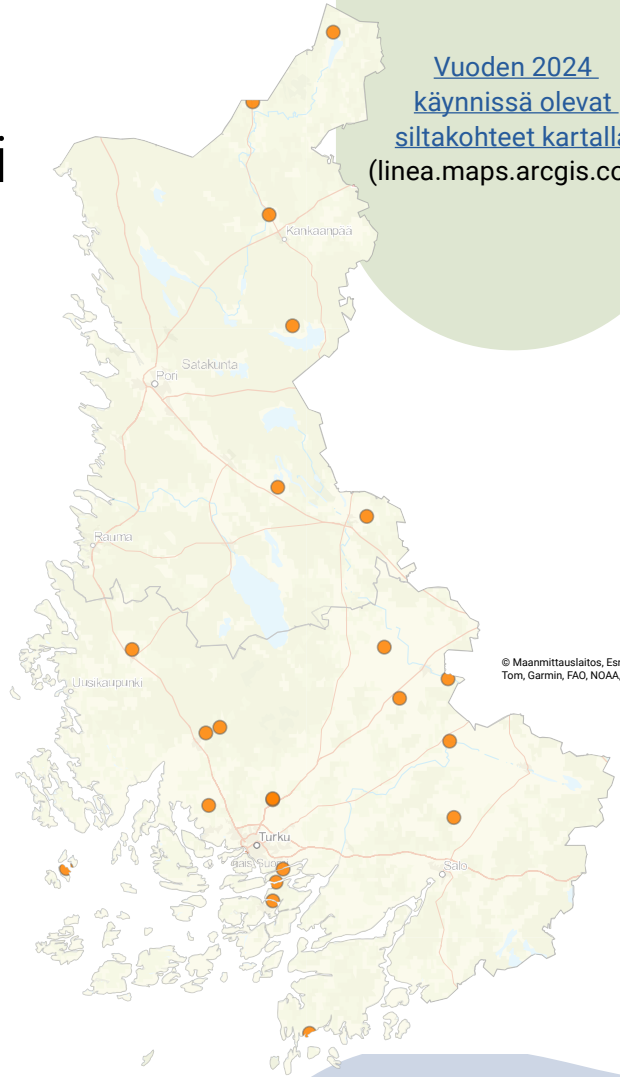 i
Vuoden 2024
käynnissä olevat
siltakohteet kartalla
(linea.maps.arcgis.co
Kankaanpää
Satakunta
Pori
Rauma
© Maanmittauslaitos, Esr
Tom, Garmin, FAO, NOAA,
Uusikaupunki
Turku
Salo